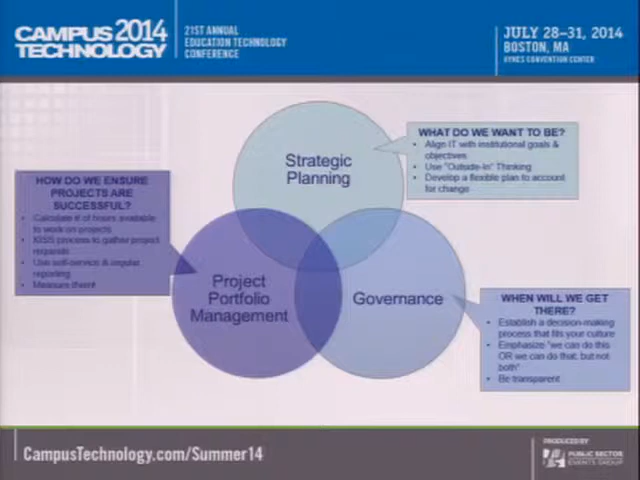 CAMPUS 2014
TECHNOLOGY
21ST ANNUAL
EDUCATION TECHNOLOGY
CONFERENCE
JULY 28–31, 2014
BOSTON, MA
HYNES CONVENTION CENTER
WHAT DO WE WANT TO BE?
• Align IT with institutional goals &
objectives
• Use "Outside-In" Thinking
• Develop a flexible plan to account
for change
Strategic
Planning
HOW DO WE ENSURE
PROJECTS ARE
SUCCESSFUL?
• Calculate # of hours available
to work on projects
• KISS process to gather project
requests
• Use self-service & regular
reporting
• Measure them!
Project
Portfolio
Management
Governance
WHEN WILL WE GET
THERE?
• Establish a decision-making
process that fits your culture
• Emphasize "we can do this
OR we can do that, but not
both"
• Be transparent
CampusTechnology.com/Summer14
PRODUCED BY
PUBLIC SECTOR
EVENTS GROUP